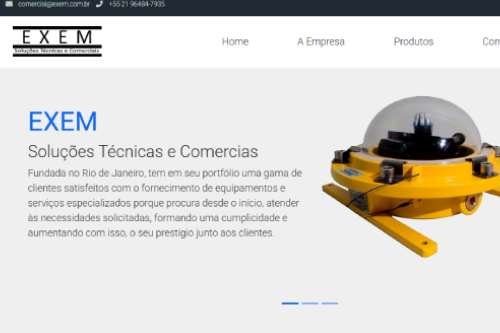 comercial@exem.com.br +55 21 96484-7935
EXEM
Soluções Técnicas e Comerciais
Home A Empresa Produtos Con
EXEM
Soluções Técnicas e Comercias
Fundada no Rio de Janeiro, tem em seu portfólio uma gama de
clientes satisfeitos com o fornecimento de equipamentos e
serviços especializados porque procura desde o inicio, atender
às necessidades solicitadas, formando uma cumplicidade e
aumentando com isso, o seu prestigio junto aos clientes.